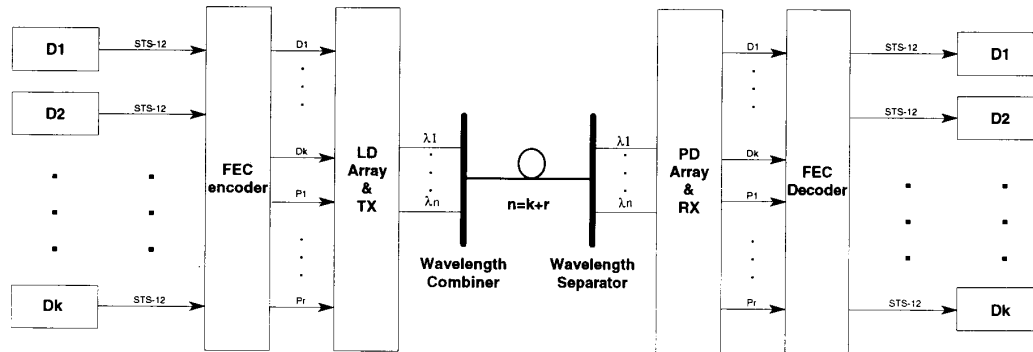 D1
STS-12
D2
STS-12
Dk
STS-12
FEC
encoder
D1
Dk
P1
Pr
LD
Array
&
TX
λ1
λn
n=k+r
Wavelength
Combiner
Wavelength
Separator
λ1
λn
PD
Array
&
RX
D1
Dk
P1
Pr
FEC
Decoder
STS-12
D1
STS-12
D2
STS-12
Dk